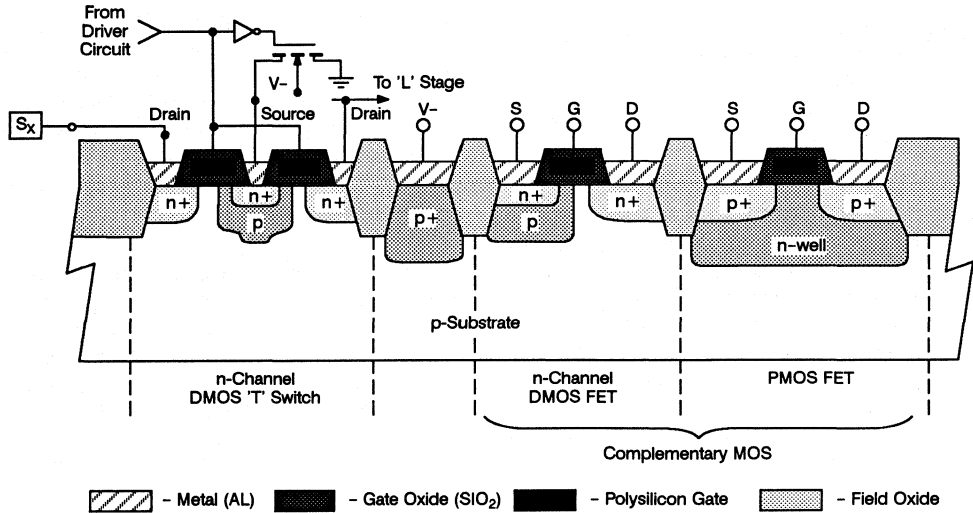 From
Driver
Circuit
V–
To 'L' Stage
SX
Drain
Source
Drain
V–
S
G
D
S
G
D
n+
n+
p
n+
p+
n+
p
n+
p+
p+
n–well
p-Substrate
n-Channel
DMOS 'T' Switch
n-Channel
DMOS FET
PMOS FET
Complementary MOS
– Metal (AL)
– Gate Oxide (SIO₂)
– Polysilicon Gate
– Field Oxide